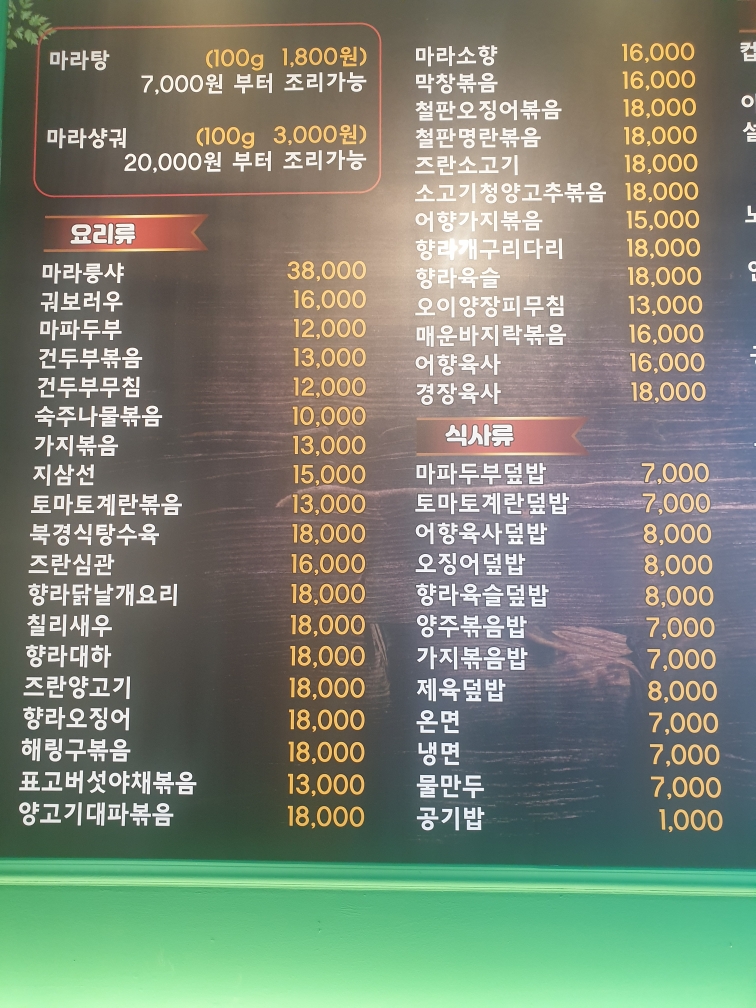 마라탕 (100g 1,800원)
7,000원 부터 조리가능
마라샹궈 (100g 3,000원)
20,000원 부터 조리가능
요리류
마라룽샤 38,000
궈보러우 16,000
마파두부 12,000
건두부볶음 13,000
건두부무침 12,000
숙주나물볶음 10,000
가지볶음 13,000
지삼선 15,000
토마토계란볶음 13,000
북경식탕수육 18,000
즈란심관 16,000
향라닭날개요리 18,000
칠리새우 18,000
향라대하 18,000
즈란양고기 18,000
향라오징어 18,000
해링구볶음 18,000
표고버섯야채볶음 13,000
양고기대파볶음 18,000
마라소향 16,000
막창볶음 16,000
철판오징어볶음 18,000
철판명란볶음 18,000
즈란소고기 18,000
소고기청양고추볶음 18,000
어향가지볶음 15,000
향라개구리다리 18,000
향라육슬 18,000
오이양장피무침 13,000
매운바지락볶음 16,000
어향육사 16,000
경장육사 18,000
식사류
마파두부덮밥 7,000
토마토계란덮밥 7,000
어향육사덮밥 8,000
오징어덮밥 8,000
향라육슬덮밥 8,000
양주볶음밥 7,000
가지볶음밥 7,000
제육덮밥 8,000
온면 7,000
냉면 7,000
물만두 7,000
공기밥 1,000